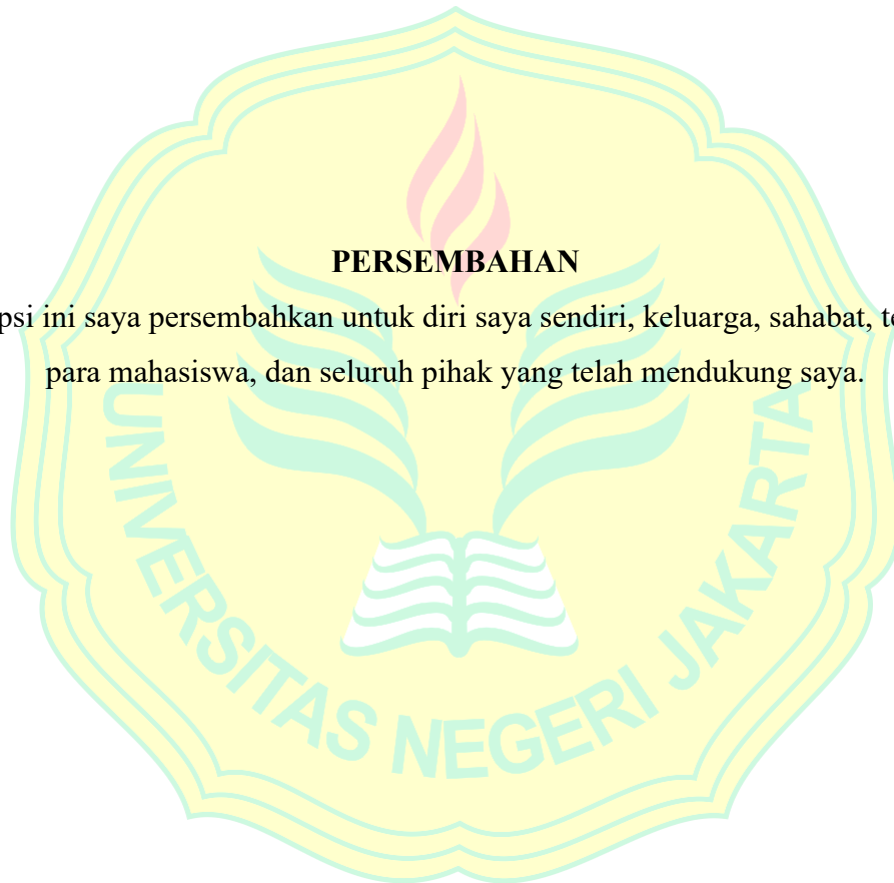 PERSEMBAHAN
psi ini saya persembahkan untuk diri saya sendiri, keluarga, sahabat, te
para mahasiswa, dan seluruh pihak yang telah mendukung saya.
UNIVERSITAS NEGERI JAKARTA